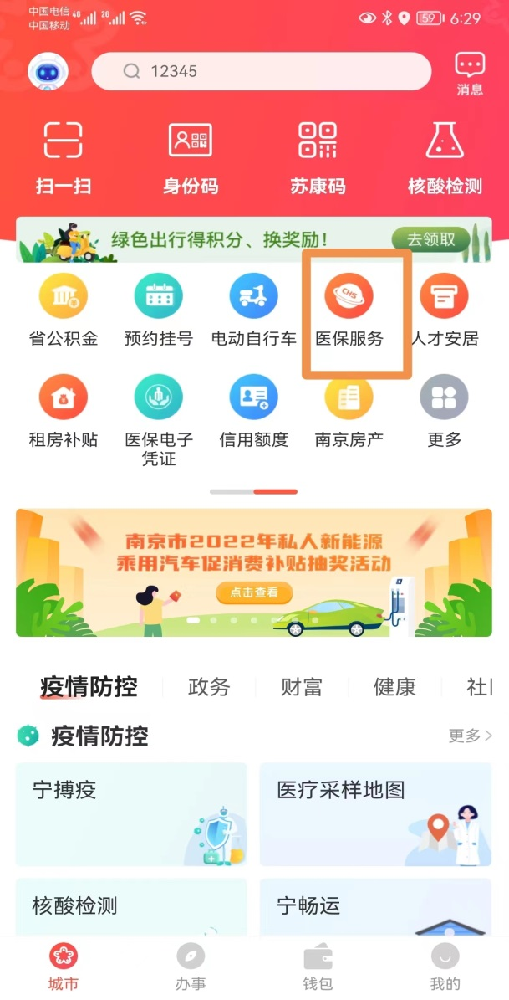 中国电信 4G 2G 59 6:29
中国移动
12345
消息
扫一扫 身份码 苏康码 核酸检测
绿色出行得积分、换奖励! 去领取
CHS
省公积金 预约挂号 电动自行车 医保服务 人才安居
租房补贴 医保电子凭证 信用额度 南京房产 更多
南京市2022年私人新能源
乘用汽车促消费补贴抽奖活动
点击查看
疫情防控 政务 财富 健康 社
疫情防控 更多
宁搏疫 医疗采样地图
核酸检测 宁畅运
城市 办事 钱包 我的